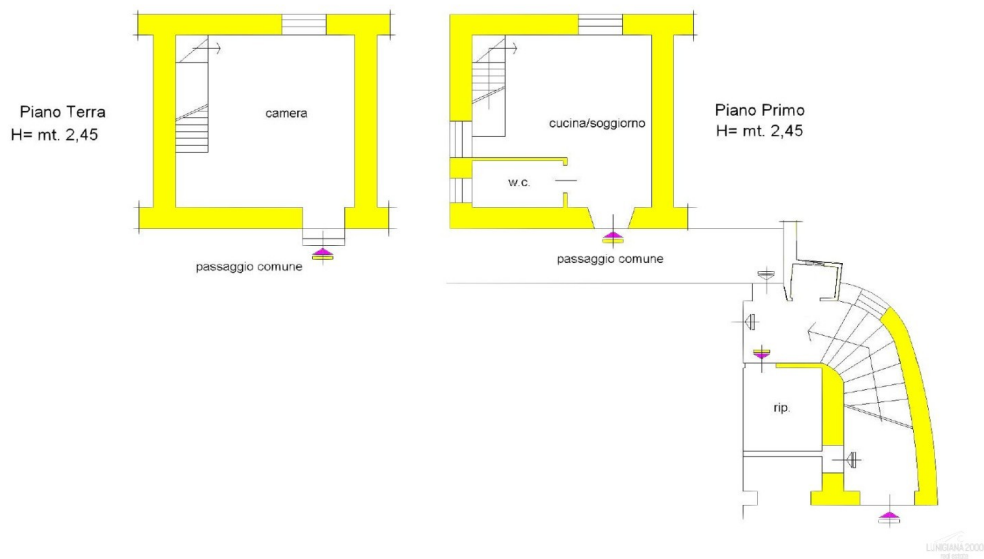 Piano Terra
H= mt. 2,45
camera
passaggio comune
cucina/soggiorno
w.c.
passaggio comune
Piano Primo
H= mt. 2,45
rip.
LUNIGIANA 2000